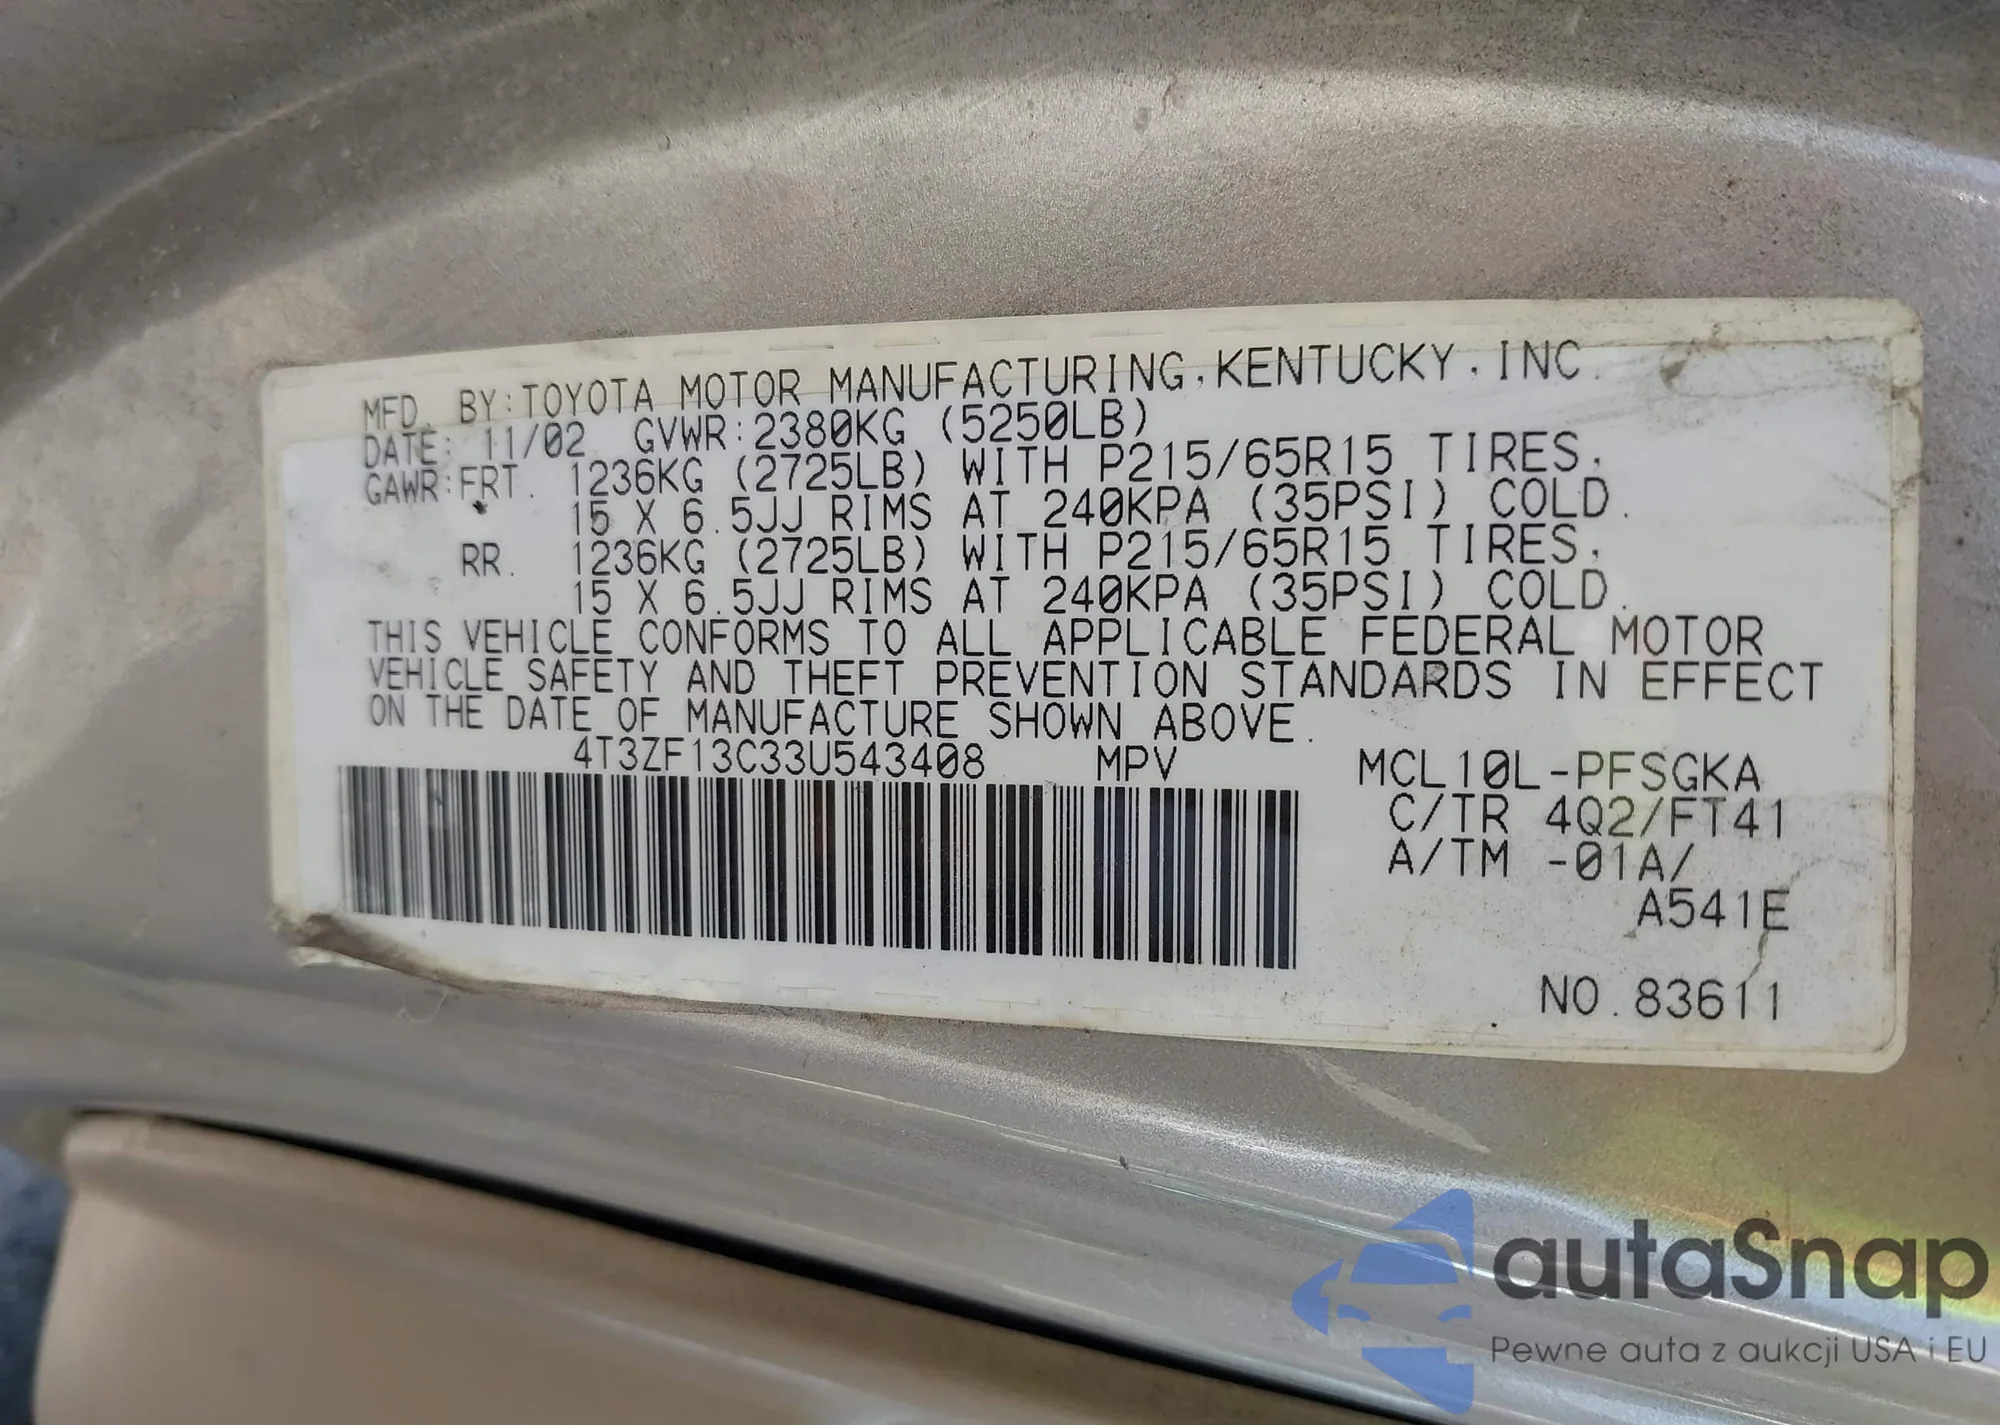 MFD. BY:TOYOTA MOTOR MANUFACTURING,KENTUCKY,INC.
DATE: 11/02 GVWR:2380KG (5250LB)
GAWR:FRT. 1236KG (2725LB) WITH P215/65R15 TIRES,
15 X 6.5JJ RIMS AT 240KPA (35PSI) COLD.
RR. 1236KG (2725LB) WITH P215/65R15 TIRES,
15 X 6.5JJ RIMS AT 240KPA (35PSI) COLD.
THIS VEHICLE CONFORMS TO ALL APPLICABLE FEDERAL MOTOR
VEHICLE SAFETY AND THEFT PREVENTION STANDARDS IN EFFECT
ON THE DATE OF MANUFACTURE SHOWN ABOVE.
4T3ZF13C33U543408 MPV MCL10L-PFSGKA
C/TR 4Q2/FT41
A/TM -01A/
A541E
NO.83611
autaSnap
Pewne auta z aukcji USA i EU